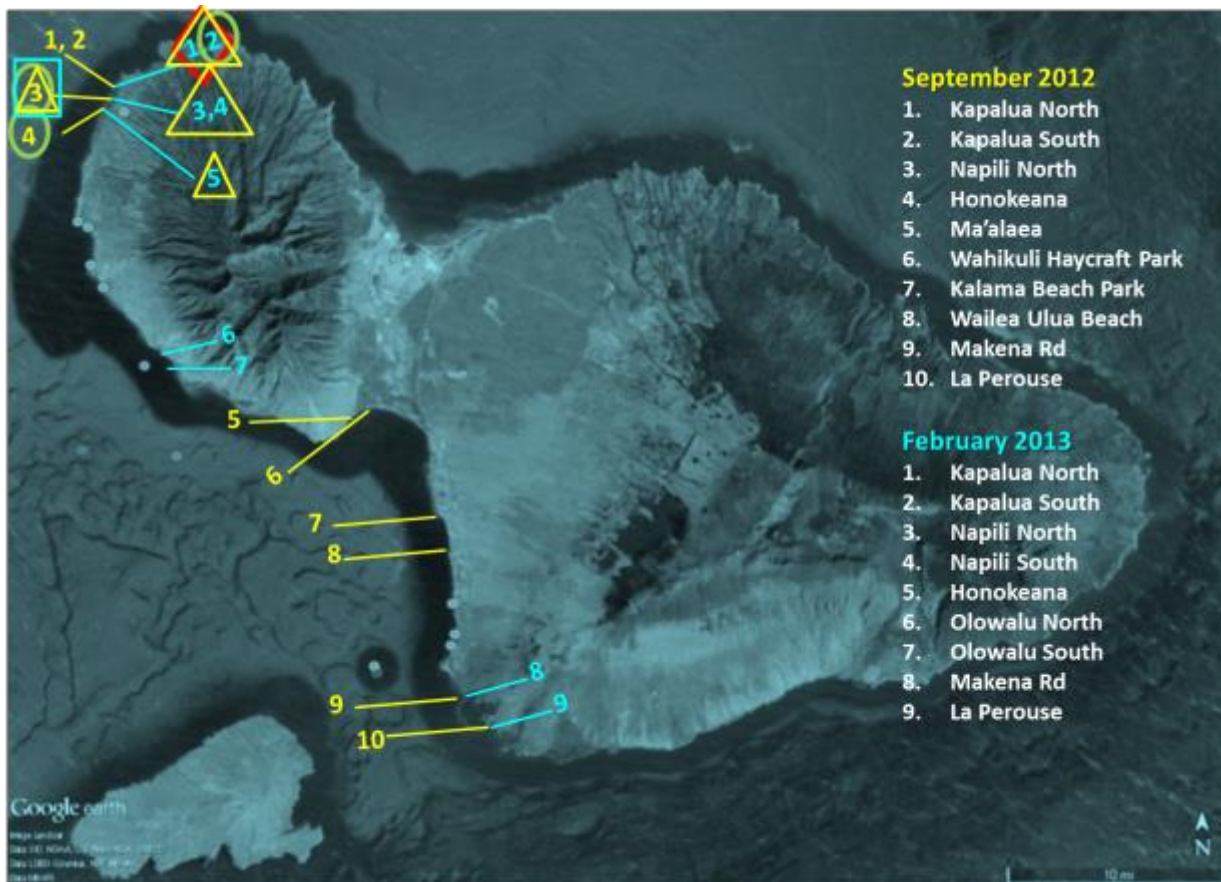 1, 2
3
4
1,2
3,4
5
September 2012
1. Kapalua North
2. Kapalua South
3. Napili North
4. Honokeana
5. Ma'alaea
6. Wahikuli Haycraft Park
7. Kalama Beach Park
8. Wailea Ulua Beach
9. Makena Rd
10. La Perouse
February 2013
1. Kapalua North
2. Kapalua South
3. Napili North
4. Napili South
5. Honokeana
6. Olowalu North
7. Olowalu South
8. Makena Rd
9. La Perouse
6
7
5
6
7
8
8
9
9
10
Google earth
N
10 mi